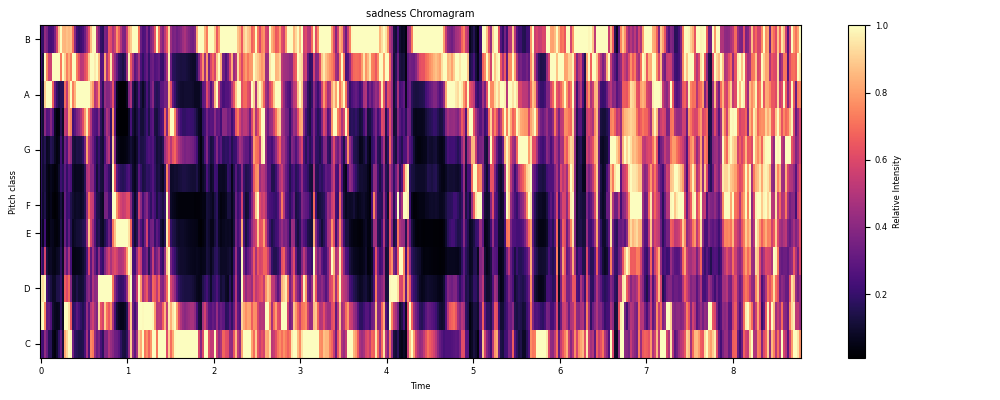 sadness Chromagram
B
A
G
F
E
D
C
Pitch class
0 1 2 3 4 5 6 7 8
Time
1.0
0.8
0.6
0.4
0.2
Relative Intensity